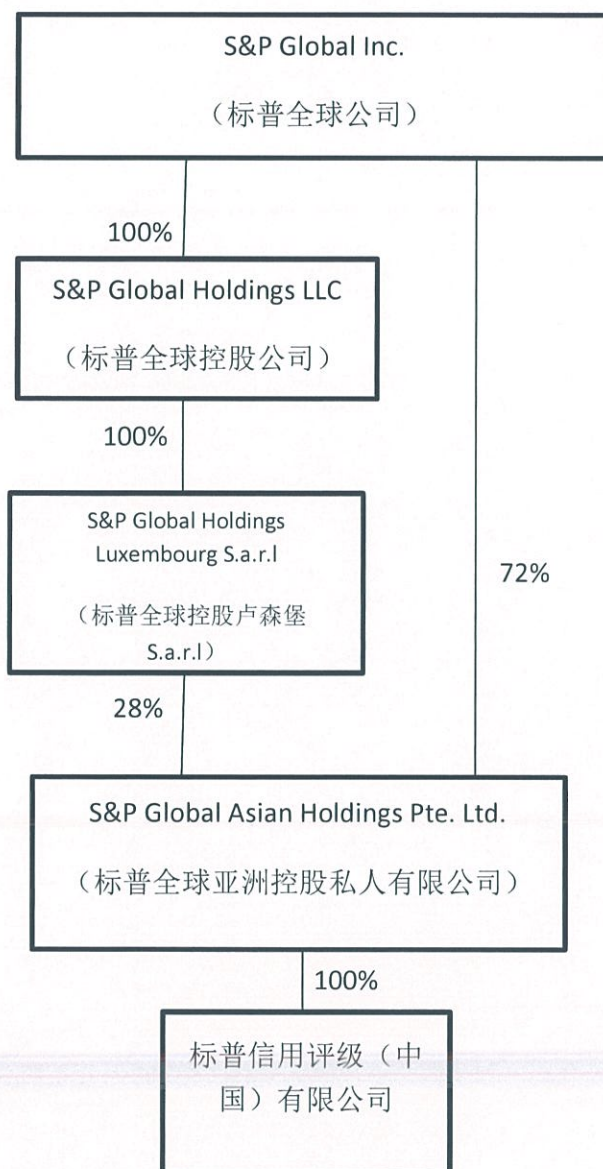 S&P Global Inc.
（标普全球公司）
100%
S&P Global Holdings LLC
（标普全球控股公司）
100%
S&P Global Holdings
Luxembourg S.a.r.l
（标普全球控股卢森堡
S.a.r.l）
72%
28%
S&P Global Asian Holdings Pte. Ltd.
（标普全球亚洲控股私人有限公司）
100%
标普信用评级（中
国）有限公司